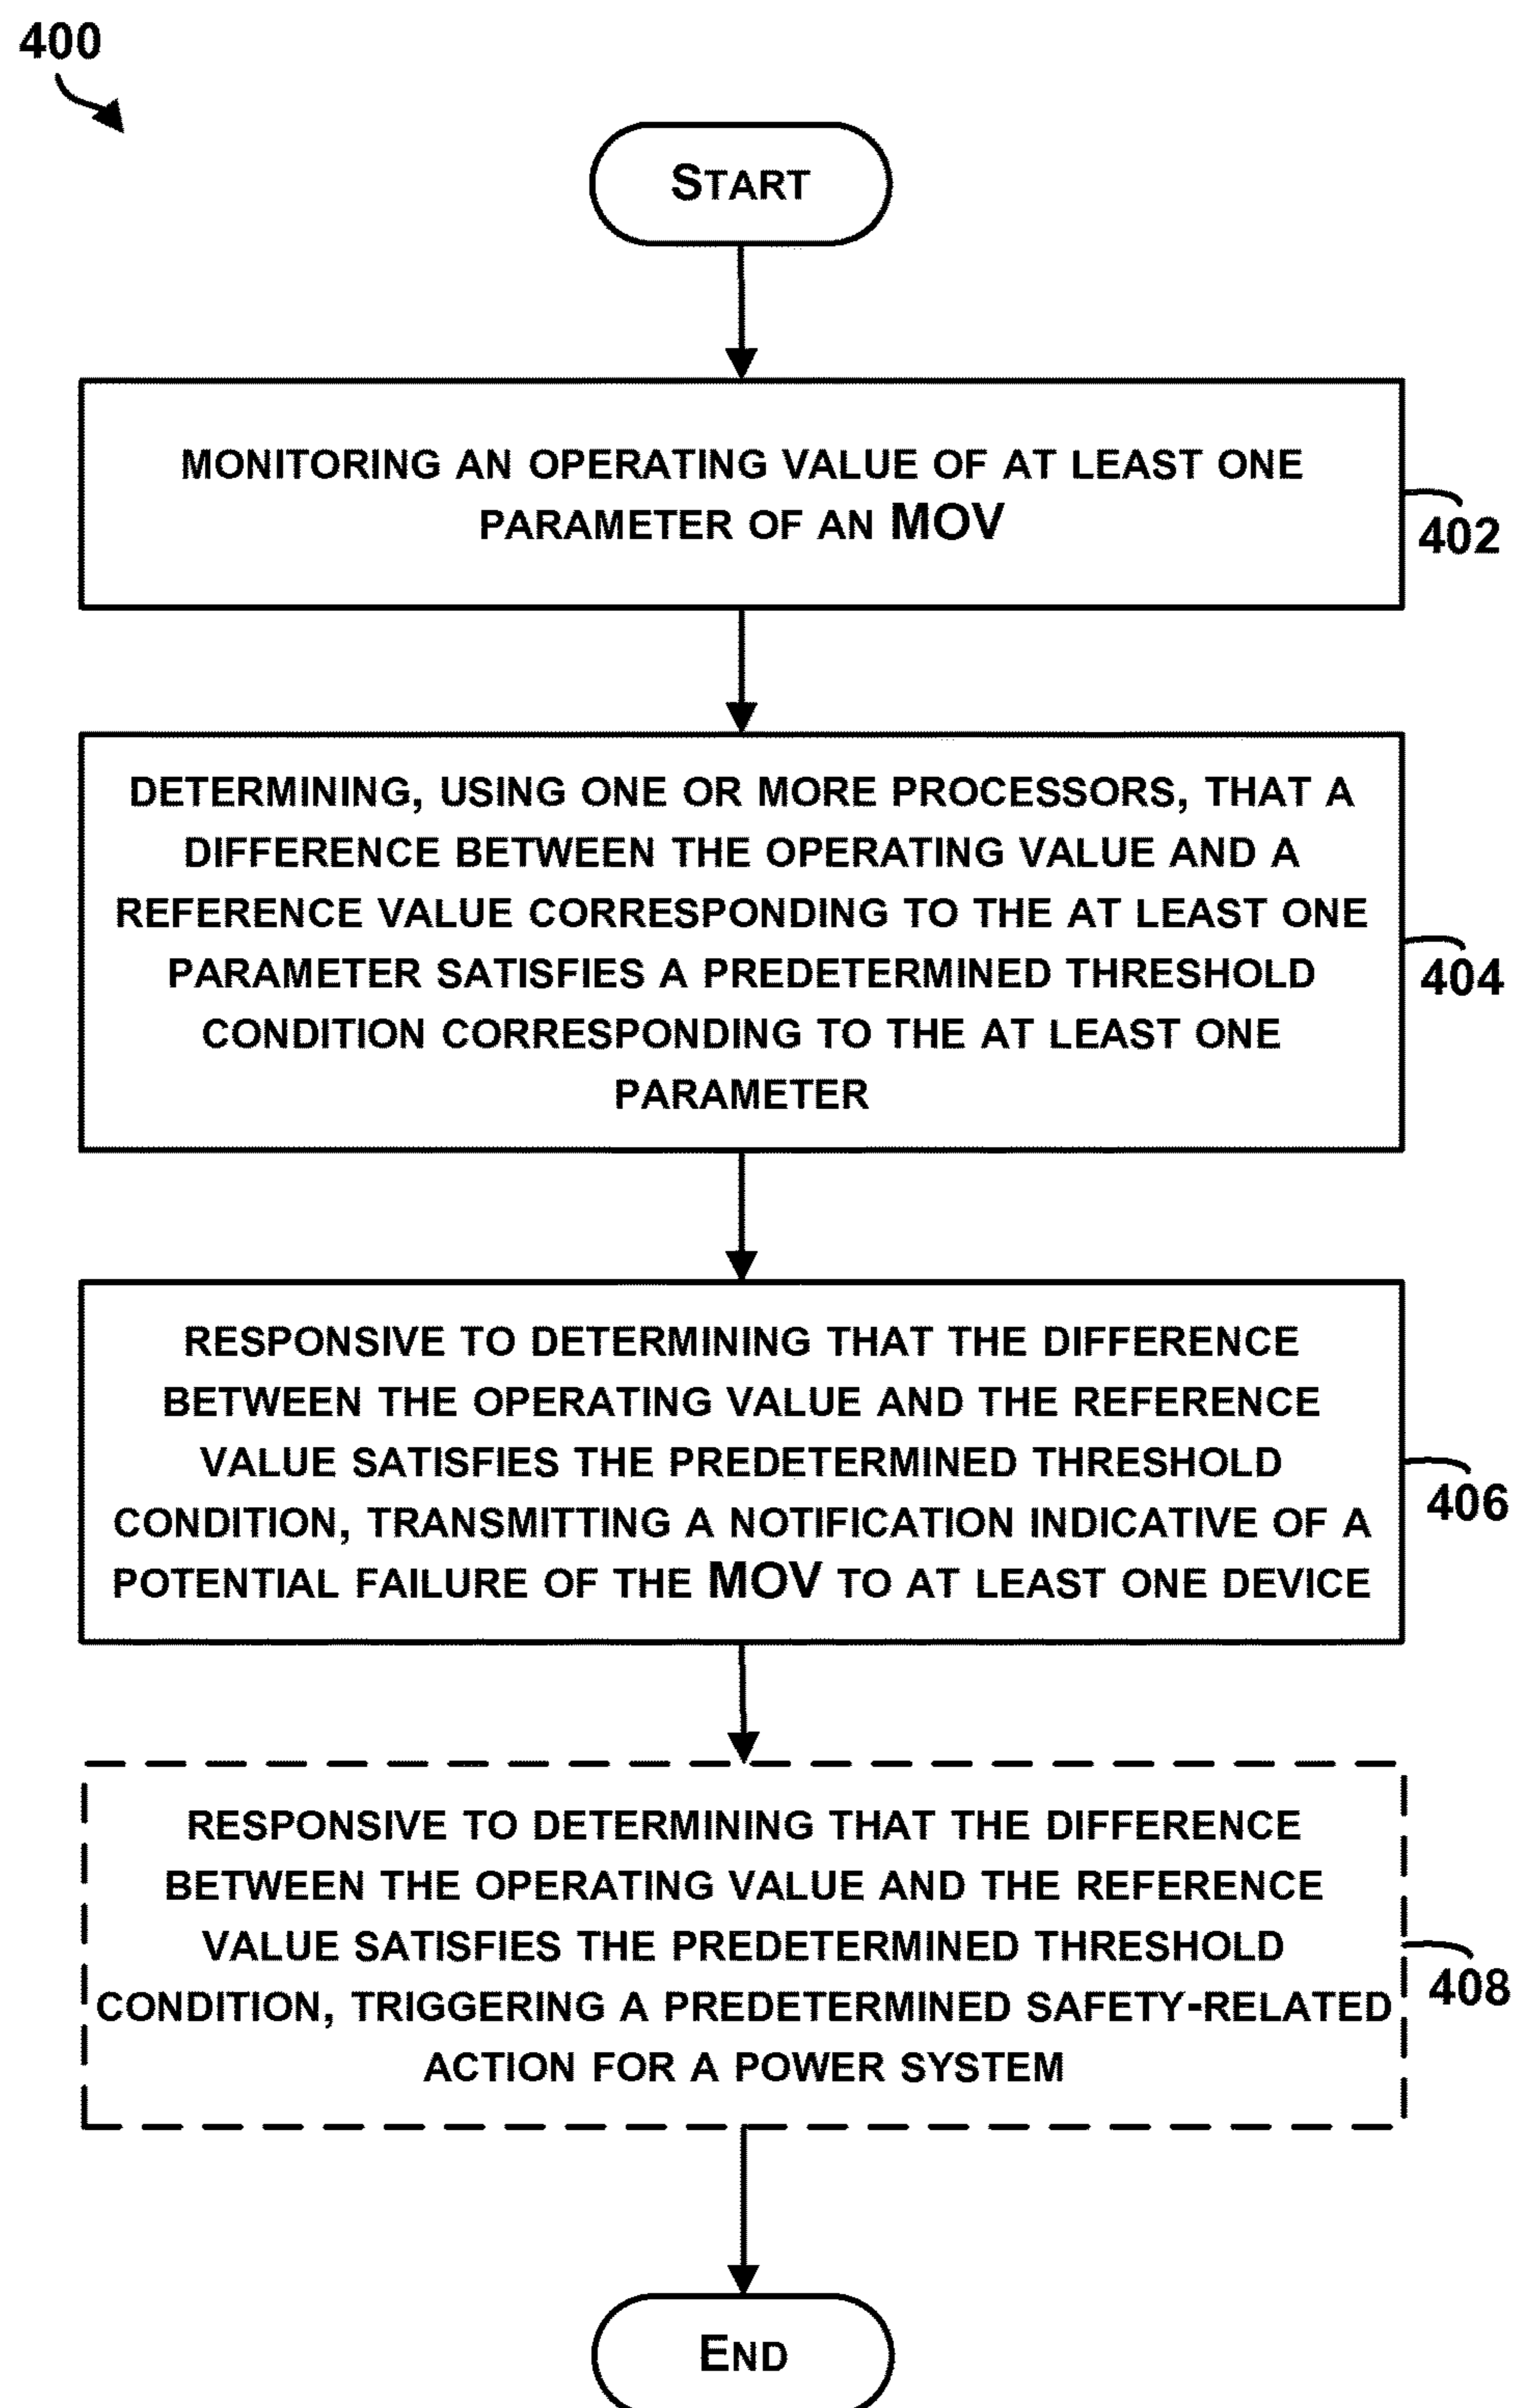 400
START
MONITORING AN OPERATING VALUE OF AT LEAST ONE
PARAMETER OF AN MOV
402
DETERMINING, USING ONE OR MORE PROCESSORS, THAT A
DIFFERENCE BETWEEN THE OPERATING VALUE AND A
REFERENCE VALUE CORRESPONDING TO THE AT LEAST ONE
PARAMETER SATISFIES A PREDETERMINED THRESHOLD
CONDITION CORRESPONDING TO THE AT LEAST ONE
PARAMETER
404
RESPONSIVE TO DETERMINING THAT THE DIFFERENCE
BETWEEN THE OPERATING VALUE AND THE REFERENCE
VALUE SATISFIES THE PREDETERMINED THRESHOLD
CONDITION, TRANSMITTING A NOTIFICATION INDICATIVE OF A
POTENTIAL FAILURE OF THE MOV TO AT LEAST ONE DEVICE
406
RESPONSIVE TO DETERMINING THAT THE DIFFERENCE
BETWEEN THE OPERATING VALUE AND THE REFERENCE
VALUE SATISFIES THE PREDETERMINED THRESHOLD
CONDITION, TRIGGERING A PREDETERMINED SAFETY-RELATED
ACTION FOR A POWER SYSTEM
408
END